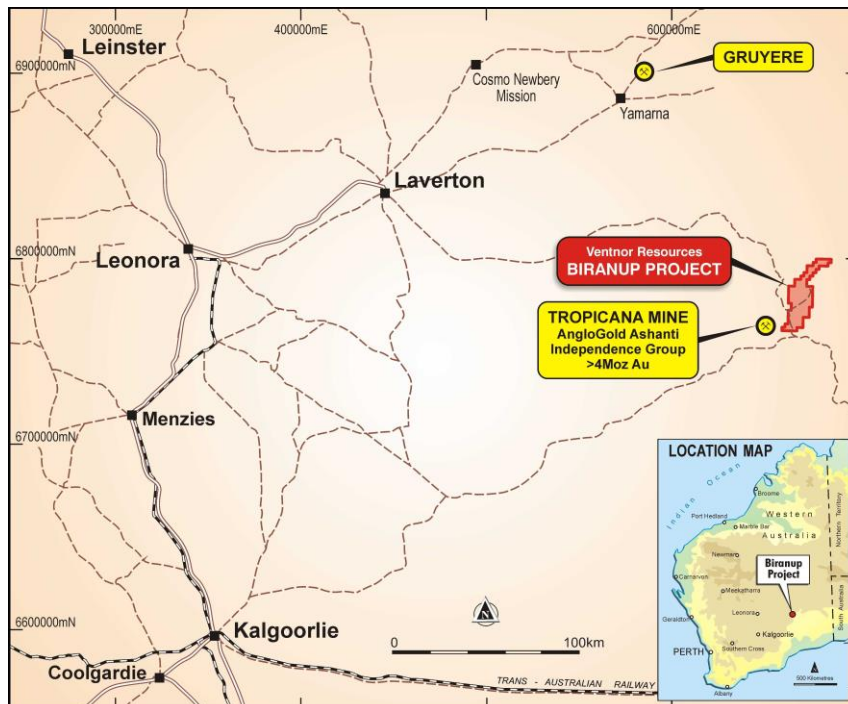 300000mE
400000mE
600000mE
Leinster
6900000mN
Cosmo Newbery
Mission
GRUYERE
Yamarna
Laverton
Leonora
6800000mN
Ventnor Resources
BIRANUP PROJECT
TROPICANA MINE
AngloGold Ashanti
Independence Group
>4Moz Au
Menzies
6700000mN
6600000mN
Kalgoorlie
Coolgardie
0
100km
TRANS - AUSTRALIAN RAILWAY
LOCATION MAP
Indian Ocean
Broome
Port Hedland
Marble Bar
Western
Australia
Northern Territory
Newman
Biranup
Project
Carnarvon
Meekatharra
Geraldton
Leonora
South Australia
Kalgoorlie
PERTH
Southern Cross
Albany
500 Kilometres